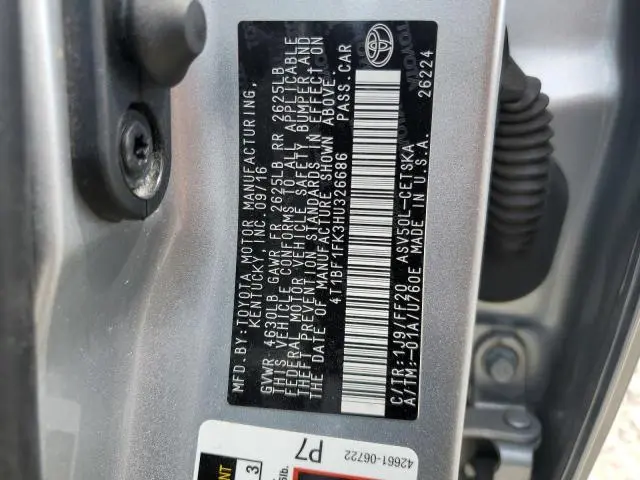 MFD BY:TOYOTA MOTOR MANUFACTURING,
KENTUCKY, INC.09/16
GVWR 4630LB GAWR FR 2625LB RR 2625LB
THIS VEHICLE CONFORMS TO ALL APPLICABLE
FEDERAL MOTOR VEHICLE SAFETY BUMPER AND
THEFT PREVENTION STANDARDS IN EFFECT ON
THE DATE OF MANUFACTURE SHOWN ABOVE.
4T1BF1FK3HU326686 PASS.CAR
C/TR:1J9/FF20 ASV50L-CETSKA
A/TM:-01A/U760E MADE IN U.S.A. 26224
TOYOTA
P7
42661-06722
3